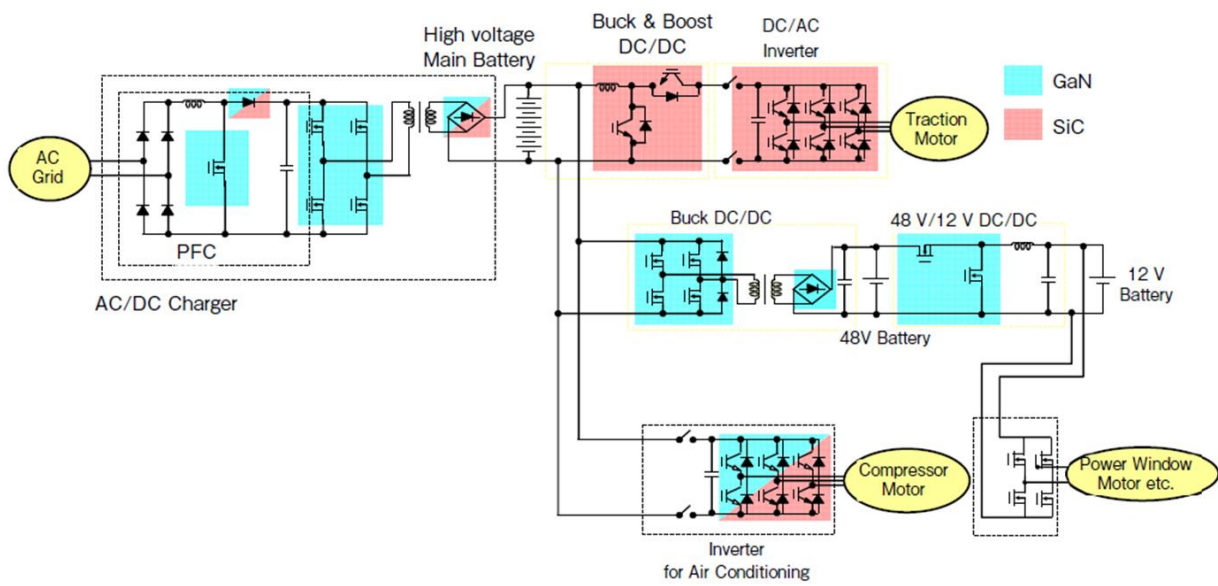 Buck & Boost
DC/DC
DC/AC
Inverter
High voltage
Main Battery
GaN
SiC
AC
Grid
Traction
Motor
PFC
AC/DC Charger
Buck DC/DC
48 V/12 V DC/DC
12 V
Battery
48V Battery
Compressor
Motor
Power Window
Motor etc.
Inverter
for Air Conditioning